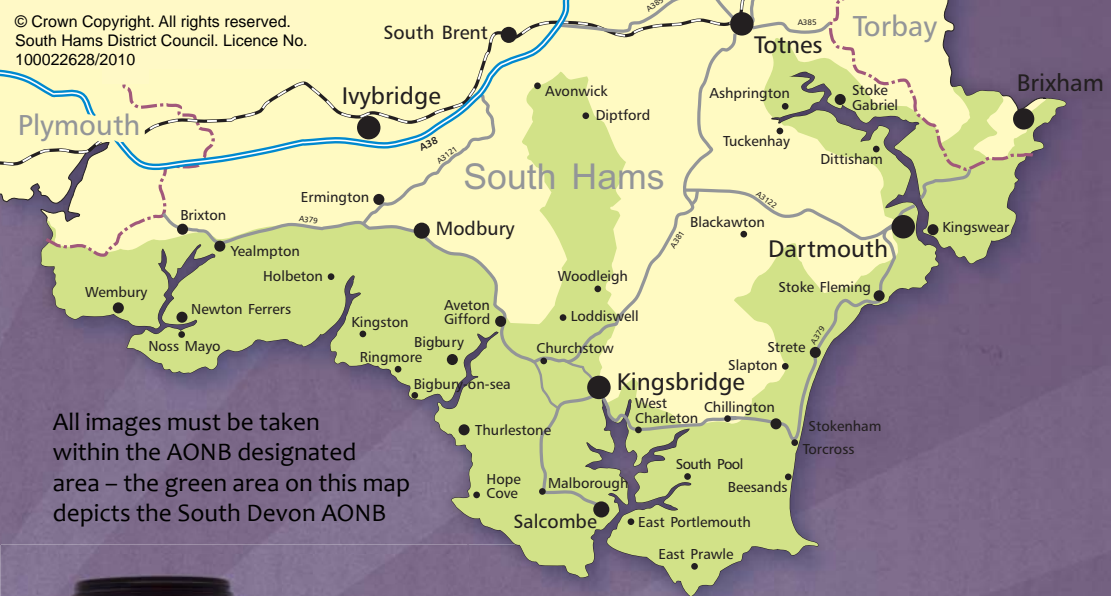 © Crown Copyright. All rights reserved.
South Hams District Council. Licence No.
100022628/2010
South Brent
A385
A385
Totnes
Torbay
Brixham
Plymouth
Ivybridge
A38
A3121
Avonwick
Diptford
Ashprington
Stoke
Gabriel
Tuckenhay
Dittisham
South Hams
Ermington
Brixton
A379
Modbury
Yealmpton
A381
A3122
Blackawton
Dartmouth
Kingswear
Holbeton
Woodleigh
Stoke Fleming
Wembury
Newton Ferrers
Noss Mayo
Aveton
Gifford
Loddiswell
Kingston
Bigbury
Ringmore
Churchstow
A379
Strete
Slapton
Bigbury-on-sea
Kingsbridge
West
Charleton
Chillington
Stokenham
Torcross
Thurlestone
South Pool
Beesands
Hope
Cove
Malborough
Salcombe
East Portlemouth
East Prawle
All images must be taken
within the AONB designated
area – the green area on this map
depicts the South Devon AONB